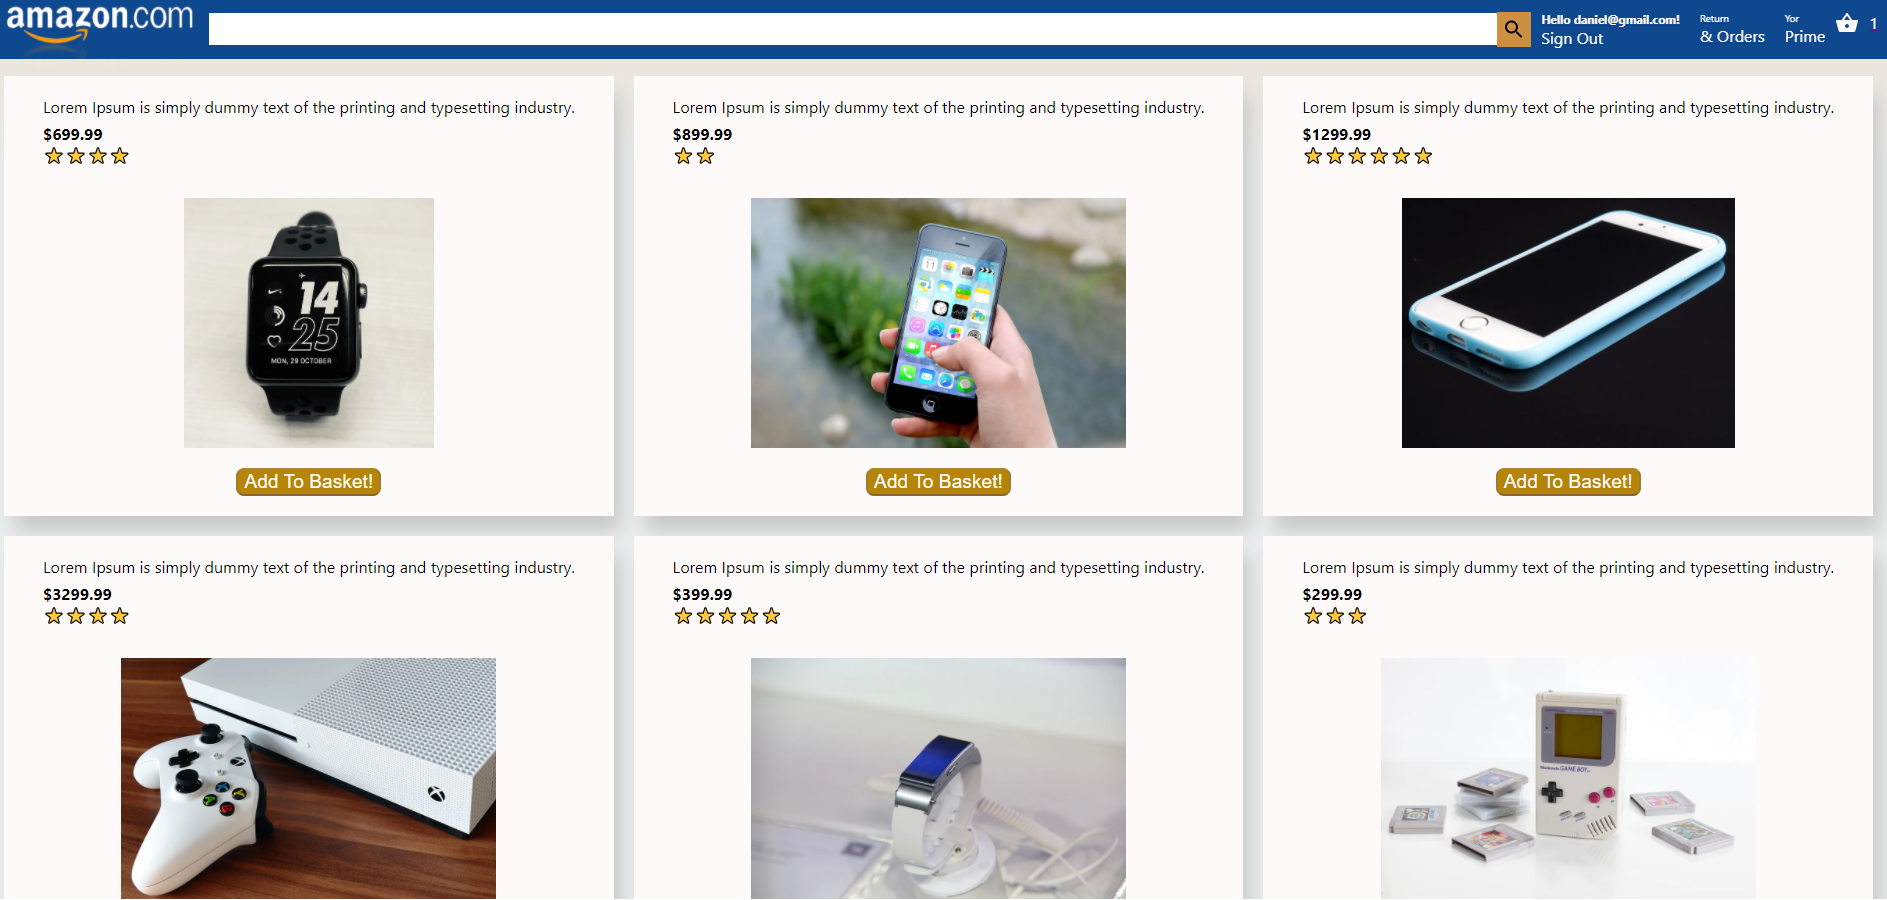 amazon.com
Hello daniel@gmail.com!
Sign Out
Return
& Orders
Yor
Prime
1
Lorem Ipsum is simply dummy text of the printing and typesetting industry.
$699.99
14
25
MON, 29 OCTOBER
Add To Basket!
Lorem Ipsum is simply dummy text of the printing and typesetting industry.
$899.99
11
Add To Basket!
Lorem Ipsum is simply dummy text of the printing and typesetting industry.
$1299.99
Add To Basket!
Lorem Ipsum is simply dummy text of the printing and typesetting industry.
$3299.99
Lorem Ipsum is simply dummy text of the printing and typesetting industry.
$399.99
Lorem Ipsum is simply dummy text of the printing and typesetting industry.
$299.99
Nintendo GAME BOY